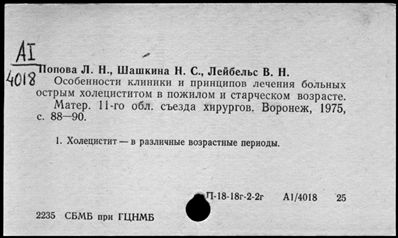 АI
4018
Попова Л. Н., Шашкина Н. С., Лейбельс В. Н.
Особенности клиники и принципов лечения больных
острым холециститом в пожилом и старческом возрасте.
Матер. 11-го обл. съезда хирургов. Воронеж, 1975,
с. 88—90.
1. Холецистит — в различные возрастные периоды.
П-18-18г-2-2г А1/4018 25
2235 СБМБ при ГЦНМБ